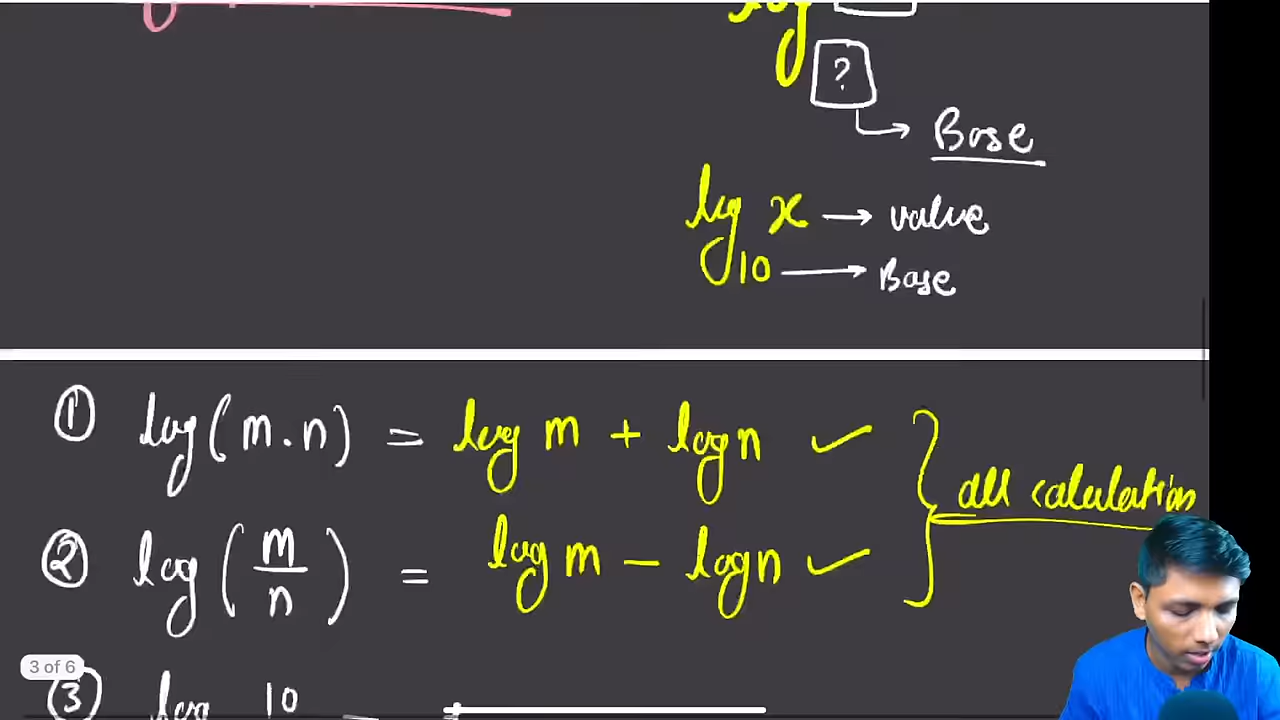 log
?
Base
log x → value
10 → Base
① log(m.n) = log m + log n ✓
all calculation
② log(m/n) = log m - log n ✓
3 of 6
③ log 10 =